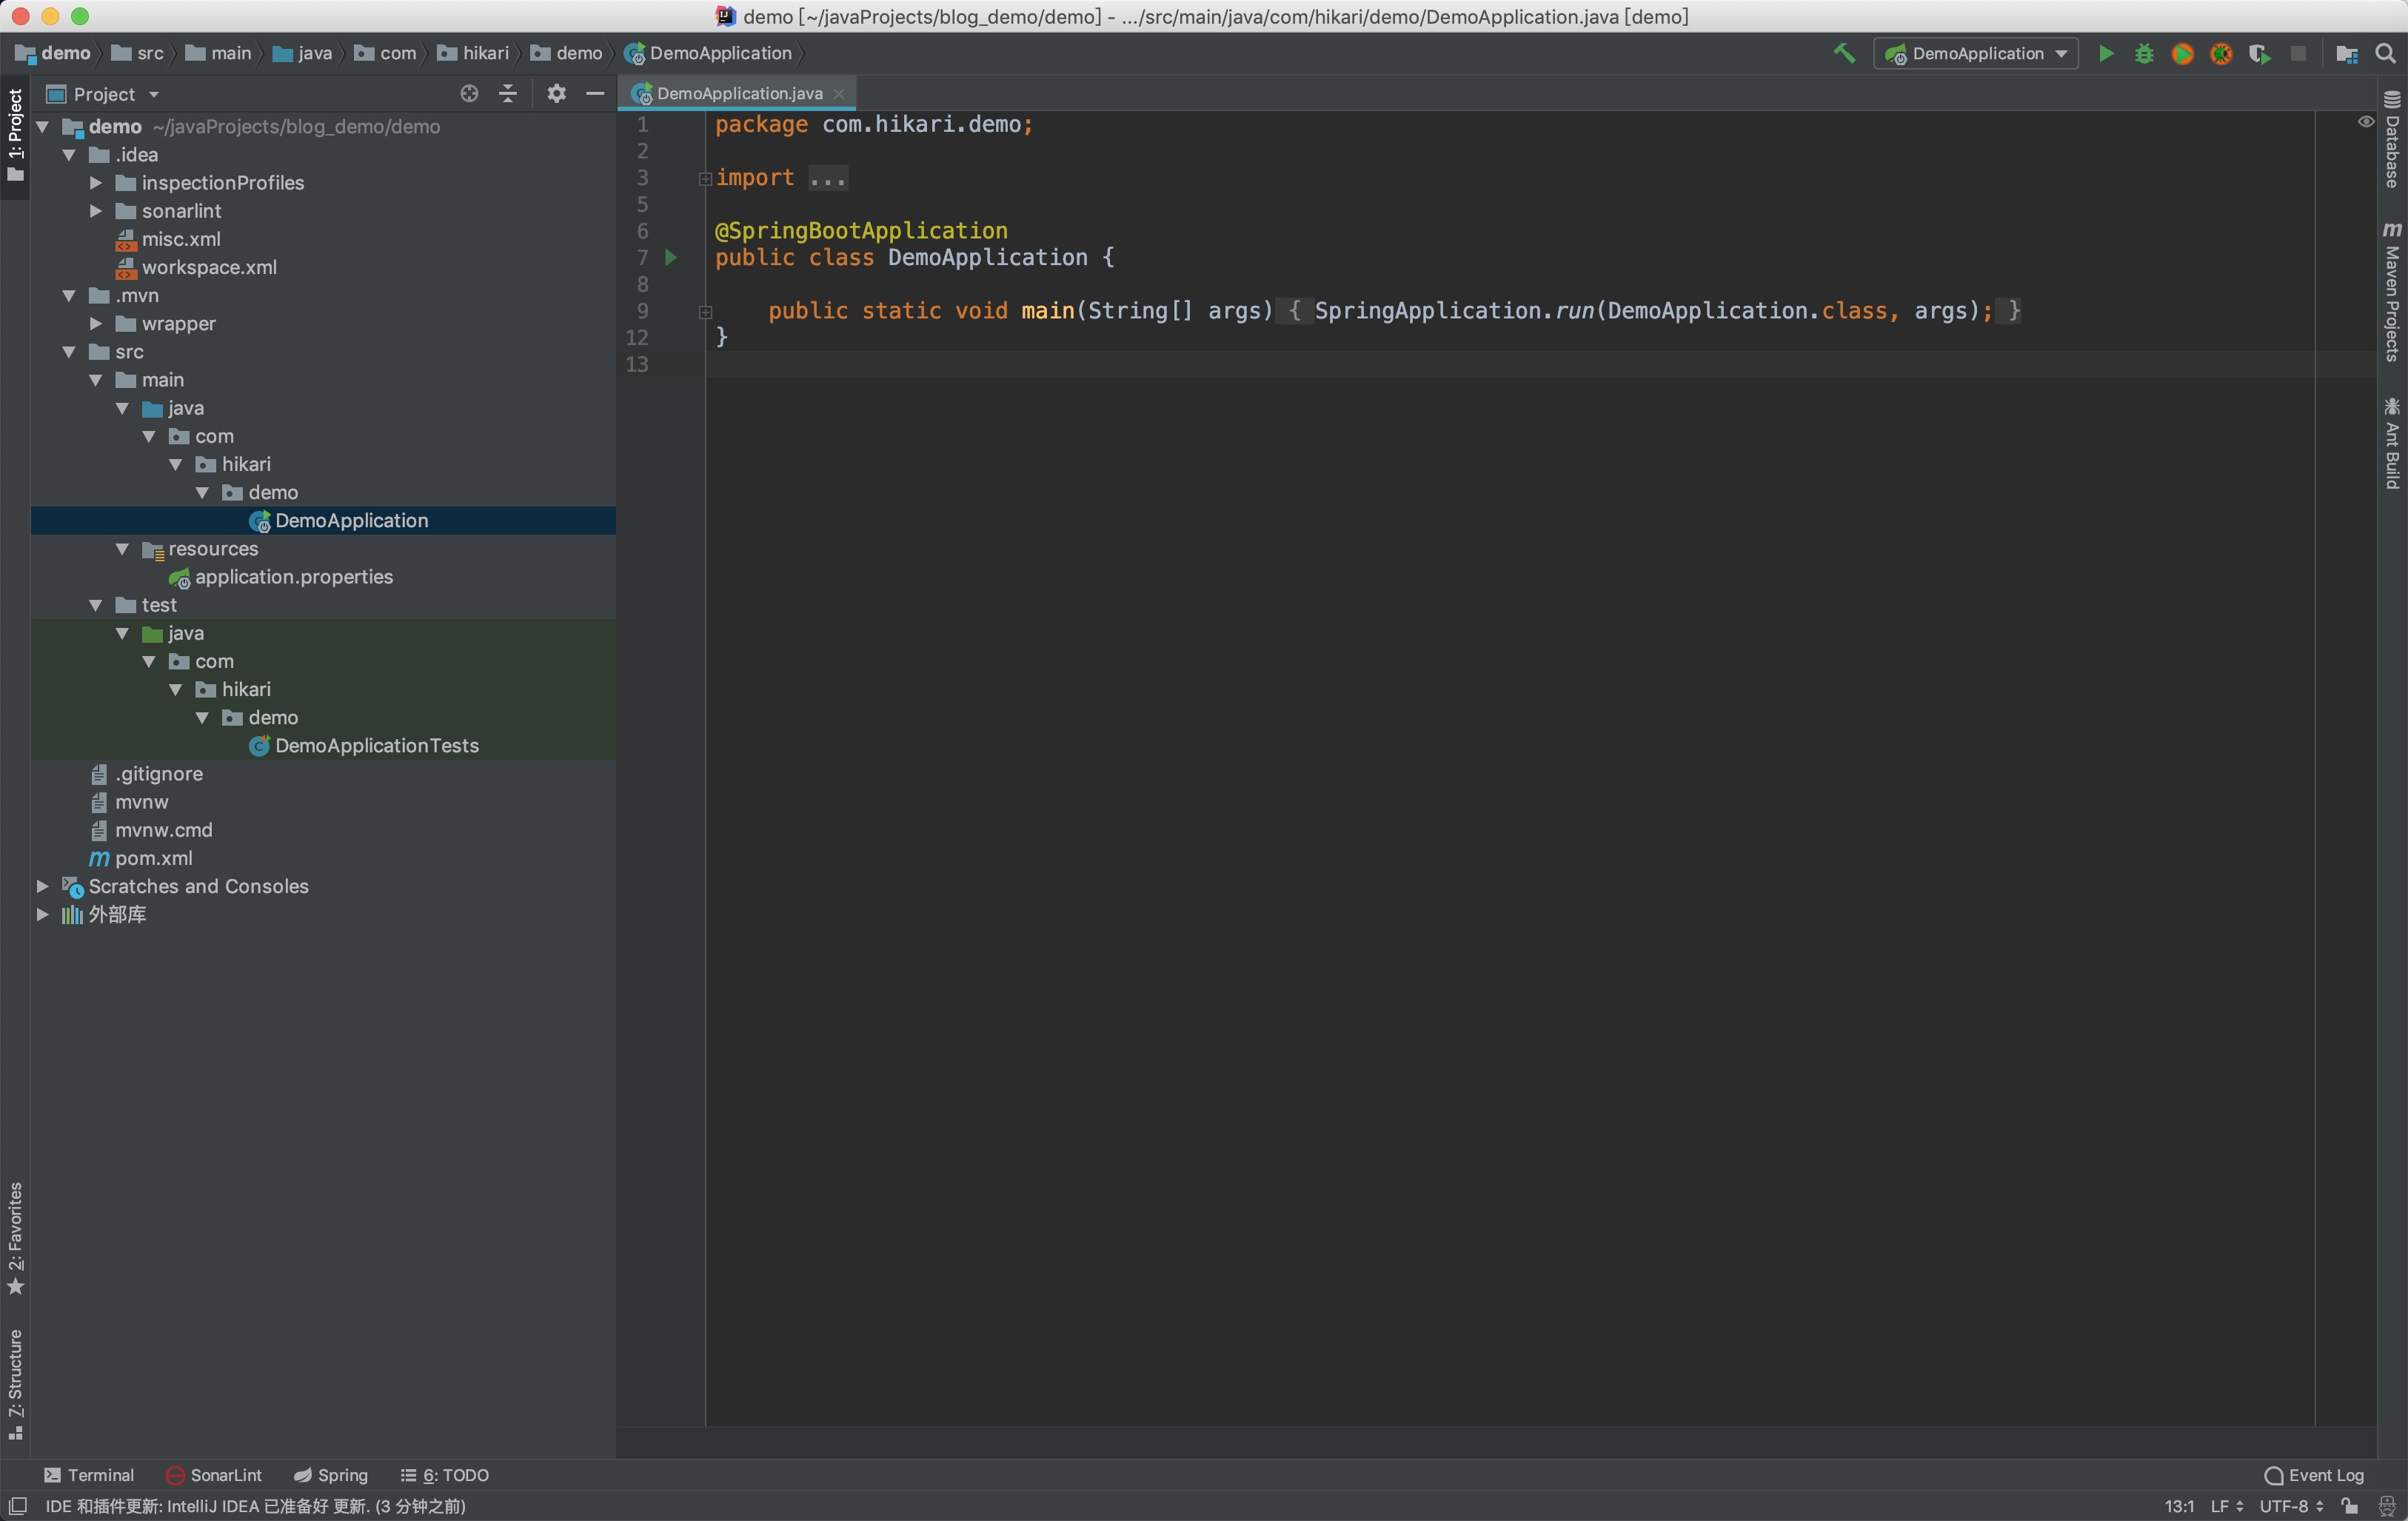 demo [~/javaProjects/blog_demo/demo] - .../src/main/java/com/hikari/demo/DemoApplication.java [demo]
demo src main java com hikari demo DemoApplication
DemoApplication
1: Project
Project
demo ~/javaProjects/blog_demo/demo
.idea
inspectionProfiles
sonarlint
misc.xml
workspace.xml
.mvn
wrapper
src
main
java
com
hikari
demo
DemoApplication
resources
application.properties
test
java
com
hikari
demo
DemoApplicationTests
.gitignore
mvnw
mvnw.cmd
pom.xml
Scratches and Consoles
外部库
2: Favorites
7: Structure
DemoApplication.java
1 package com.hikari.demo;
2
3 import ...
5
6 @SpringBootApplication
7 public class DemoApplication {
8
9 public static void main(String[] args) { SpringApplication.run(DemoApplication.class, args); }
12 }
13
Database
Maven Projects
Ant Build
Terminal SonarLint Spring 6: TODO Event Log
IDE 和插件更新: IntelliJ IDEA 已准备好 更新. (3 分钟之前) 13:1 LF UTF-8